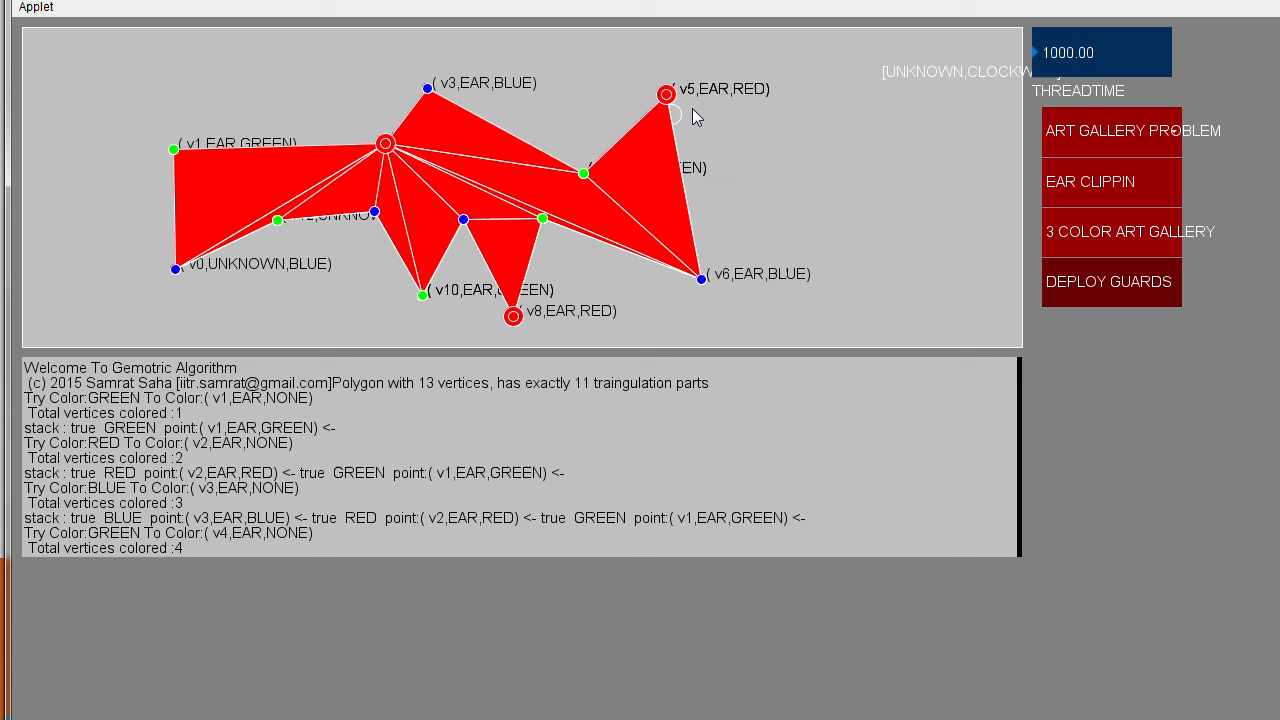 Applet
( v3,EAR,BLUE)
( v5,EAR,RED)
[UNKNOWN,CLOCKW
1000.00
THREADTIME
( v1,EAR,GREEN)
EEN)
ART GALLERY PROBLEM
EAR CLIPPIN
3 COLOR ART GALLERY
DEPLOY GUARDS
( v0,UNKNOWN,BLUE)
( v6,EAR,BLUE)
( v10,EAR,GREEN)
( v8,EAR,RED)
Welcome To Gemotric Algorithm
(c) 2015 Samrat Saha [iitr.samrat@gmail.com]Polygon with 13 vertices, has exactly 11 traingulation parts
Try Color:GREEN To Color:( v1,EAR,NONE)
Total vertices colored :1
stack : true GREEN point:( v1,EAR,GREEN) <-
Try Color:RED To Color:( v2,EAR,NONE)
Total vertices colored :2
stack : true RED point:( v2,EAR,RED) <- true GREEN point:( v1,EAR,GREEN) <-
Try Color:BLUE To Color:( v3,EAR,NONE)
Total vertices colored :3
stack : true BLUE point:( v3,EAR,BLUE) <- true RED point:( v2,EAR,RED) <- true GREEN point:( v1,EAR,GREEN) <-
Try Color:GREEN To Color:( v4,EAR,NONE)
Total vertices colored :4